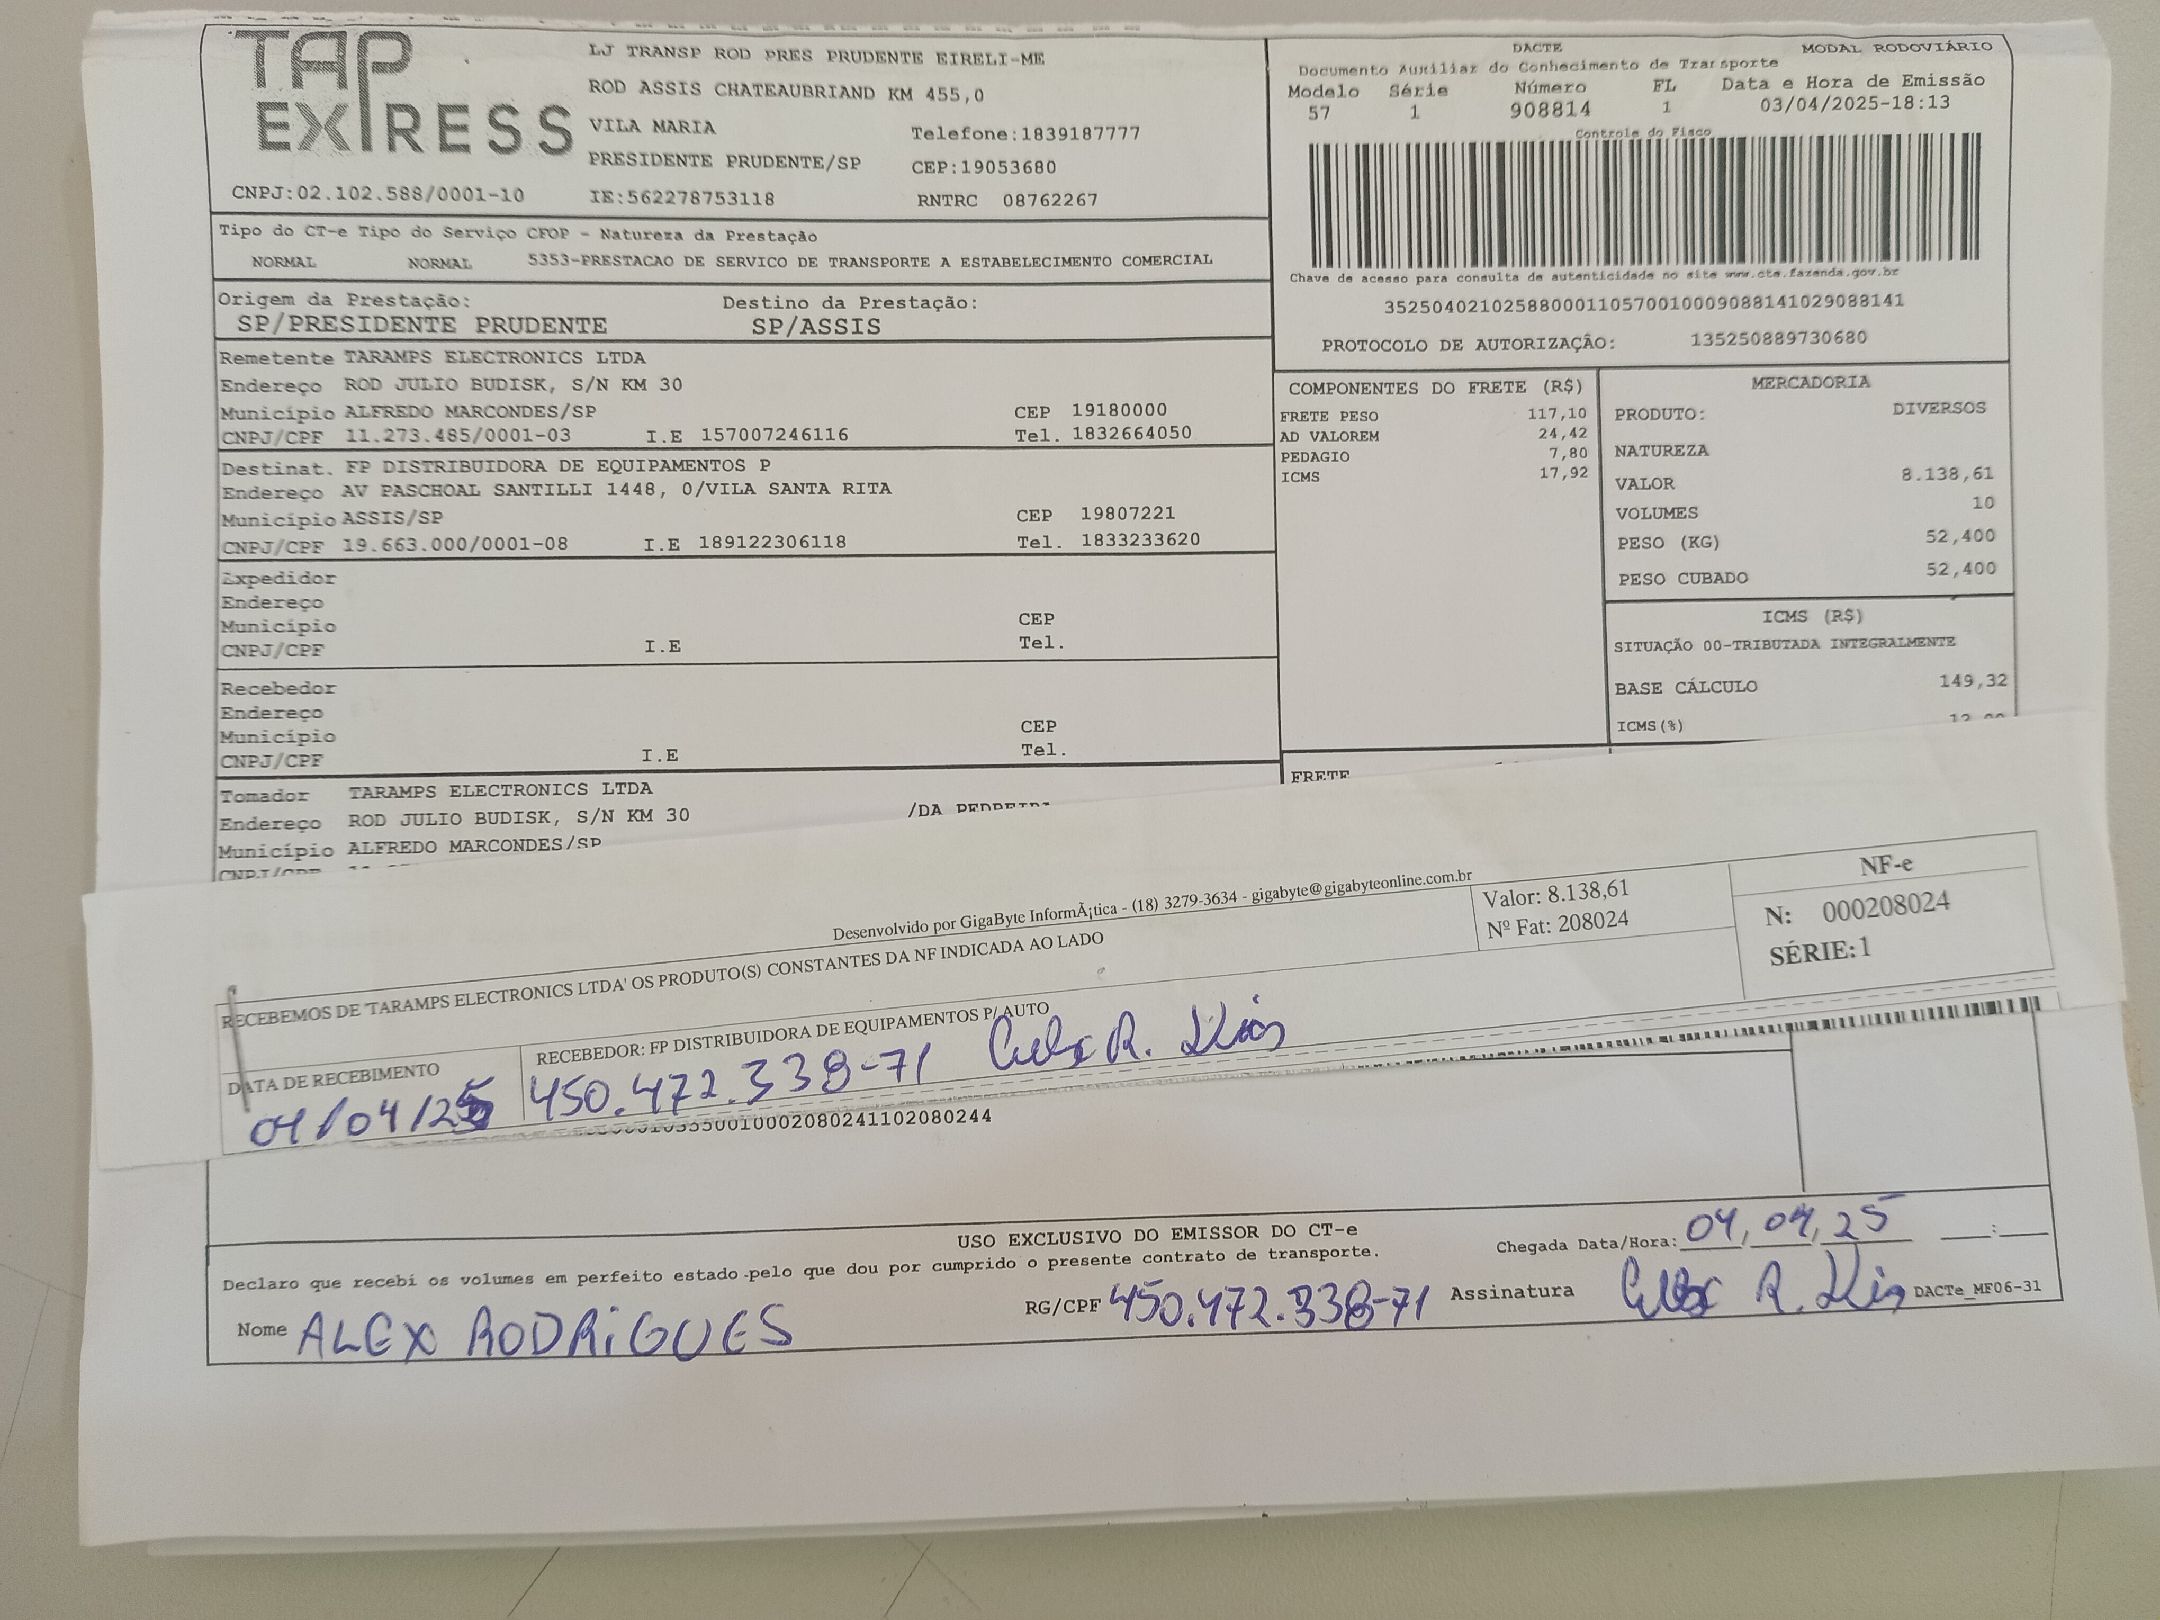 TAP EXPRESS
LJ TRANSP ROD PRES PRUDENTE EIRELI-ME
ROD ASSIS CHATEAUBRIAND KM 455,0
VILA MARIA Telefone:1839187777
PRESIDENTE PRUDENTE/SP CEP:19053680
CNPJ:02.102.588/0001-10 IE:562278753118 RNTRC 08762267
DACTE MODAL RODOVIÁRIO
Documento Auxiliar do Conhecimento de Transporte
Modelo Série Número FL Data e Hora de Emissão
57 1 908814 1 03/04/2025-18:13
Controle do Fisco
Chave de acesso para consulta de autenticidade no site www.cte.fazenda.gov.br
35250402102588000110570010009088141029088141
PROTOCOLO DE AUTORIZAÇÃO: 135250889730680
Tipo do CT-e Tipo do Serviço CFOP - Natureza da Prestação
NORMAL NORMAL 5353-PRESTACAO DE SERVICO DE TRANSPORTE A ESTABELECIMENTO COMERCIAL
Origem da Prestação: Destino da Prestação:
SP/PRESIDENTE PRUDENTE SP/ASSIS
Remetente TARAMPS ELECTRONICS LTDA
Endereço ROD JULIO BUDISK, S/N KM 30
Município ALFREDO MARCONDES/SP CEP 19180000
CNPJ/CPF 11.273.485/0001-03 I.E 157007246116 Tel. 1832664050
Destinat. FP DISTRIBUIDORA DE EQUIPAMENTOS P
Endereço AV PASCHOAL SANTILLI 1448, 0/VILA SANTA RITA
Município ASSIS/SP CEP 19807221
CNPJ/CPF 19.663.000/0001-08 I.E 189122306118 Tel. 1833233620
Expedidor
Endereço
Município CEP
CNPJ/CPF I.E Tel.
Recebedor
Endereço
Município CEP
CNPJ/CPF I.E Tel.
Tomador TARAMPS ELECTRONICS LTDA
Endereço ROD JULIO BUDISK, S/N KM 30
Município ALFREDO MARCONDES/SP
CNPJ/CPF
COMPONENTES DO FRETE (R$)
FRETE PESO 117,10
AD VALOREM 24,42
PEDAGIO 7,80
ICMS 17,92
FRETE
MERCADORIA
PRODUTO: DIVERSOS
NATUREZA
VALOR 8.138,61
VOLUMES 10
PESO (KG) 52,400
PESO CUBADO 52,400
ICMS (R$)
SITUAÇÃO 00-TRIBUTADA INTEGRALMENTE
BASE CÁLCULO 149,32
ICMS(%) 12,00
Desenvolvido por GigaByte InformÃ¡tica - (18) 3279-3634 - gigabyte@gigabyteonline.com.br
RECEBEMOS DE 'TARAMPS ELECTRONICS LTDA' OS PRODUTO(S) CONSTANTES DA NF INDICADA AO LADO
Valor: 8.138,61
Nº Fat: 208024
NF-e
N: 000208024
SÉRIE:1
DATA DE RECEBIMENTO
04/04/25
RECEBEDOR: FP DISTRIBUIDORA DE EQUIPAMENTOS P/ AUTO
450.472.338-71
USO EXCLUSIVO DO EMISSOR DO CT-e
Declaro que recebi os volumes em perfeito estado pelo que dou por cumprido o presente contrato de transporte.
Chegada Data/Hora: 04, 04, 25 :
Nome ALEX RODRIGUES RG/CPF 450.472.338-71 Assinatura DACTe_MF06-31